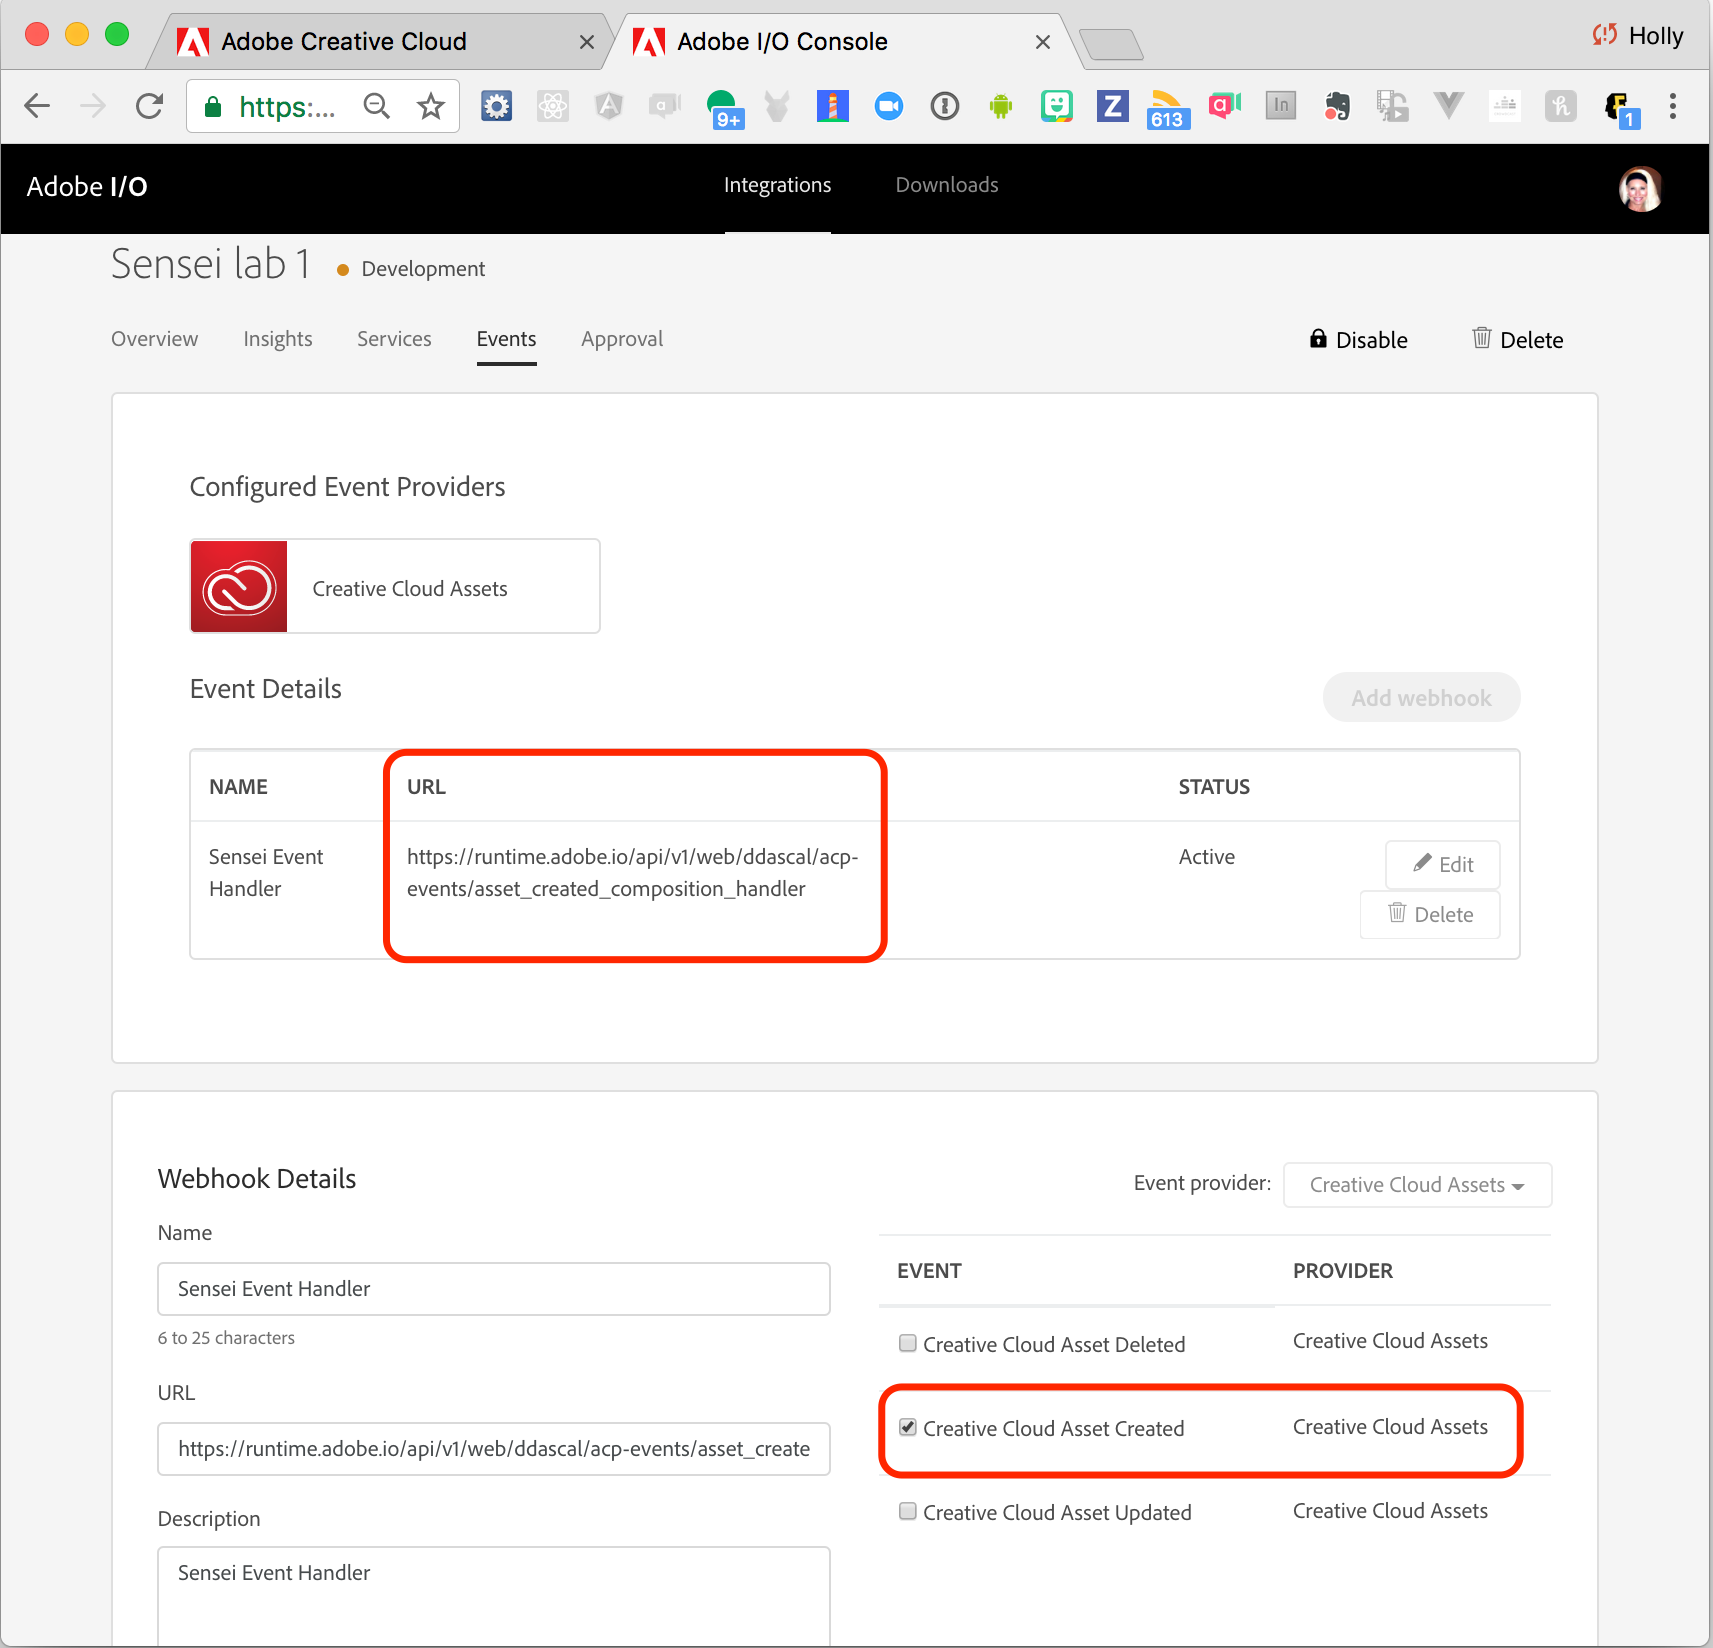 Adobe Creative Cloud
Adobe I/O Console
Holly
https:...
9+
613
1
Adobe I/O
Integrations
Downloads
Sensei lab 1
Development
Overview
Insights
Services
Events
Approval
Disable
Delete
Configured Event Providers
Creative Cloud Assets
Event Details
Add webhook
NAME
URL
STATUS
Sensei Event
Handler
https://runtime.adobe.io/api/v1/web/ddascal/acp-
events/asset_created_composition_handler
Active
Edit
Delete
Webhook Details
Event provider:
Creative Cloud Assets
Name
Sensei Event Handler
6 to 25 characters
URL
https://runtime.adobe.io/api/v1/web/ddascal/acp-events/asset_create
Description
Sensei Event Handler
EVENT
PROVIDER
Creative Cloud Asset Deleted
Creative Cloud Assets
Creative Cloud Asset Created
Creative Cloud Assets
Creative Cloud Asset Updated
Creative Cloud Assets